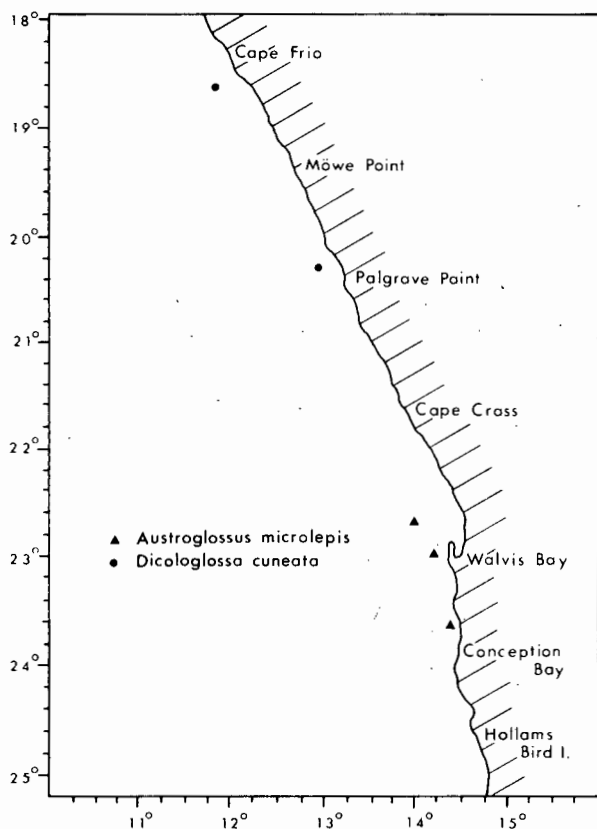 18°
Cape Frio
19°
Möwe Point
20°
Palgrave Point
21°
Cape Crass
22°
▲ Austroglossus microlepis
23°
● Dicologlossa cuneata
Walvis Bay
24°
Conception
Bay
Hollams
Bird I.
25°
11° 12° 13° 14° 15°